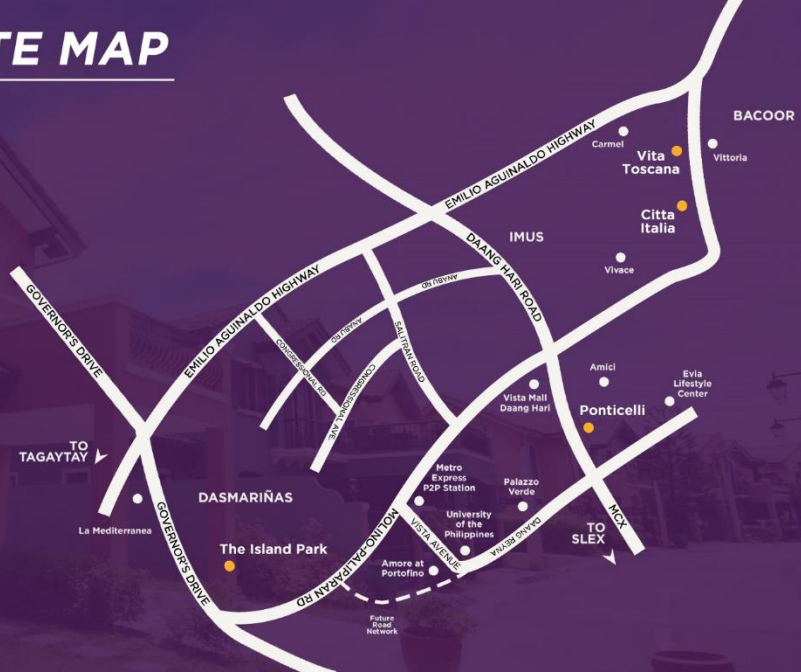 TE MAP
BACOOR
Carmel
Vita
Toscana
Vittoria
EMILIO AGUINALDO HIGHWAY
Citta
Italia
IMUS
Vivace
DAANG HARI ROAD
ANABU RD
GOVERNOR'S DRIVE
EMILIO AGUINALDO HIGHWAY
ANABU RD
SALITRAN ROAD
CONGRESSIONAL RD
CONGRESSIONAL AVE.
Amici
Evia
Lifestyle
Center
Vista Mall
Daang Hari
Ponticelli
TO
TAGAYTAY
Metro
Express
P2P Station
Palazzo
Verde
DASMARIÑAS
La Mediterranea
University
of the
Philippines
MCX
TO
SLEX
GOVERNOR'S DRIVE
The Island Park
MOLINO-PALIPARAN RD
VISTA AVENUE
DAANG REYNA
Amore at
Portofino
Future
Road
Network